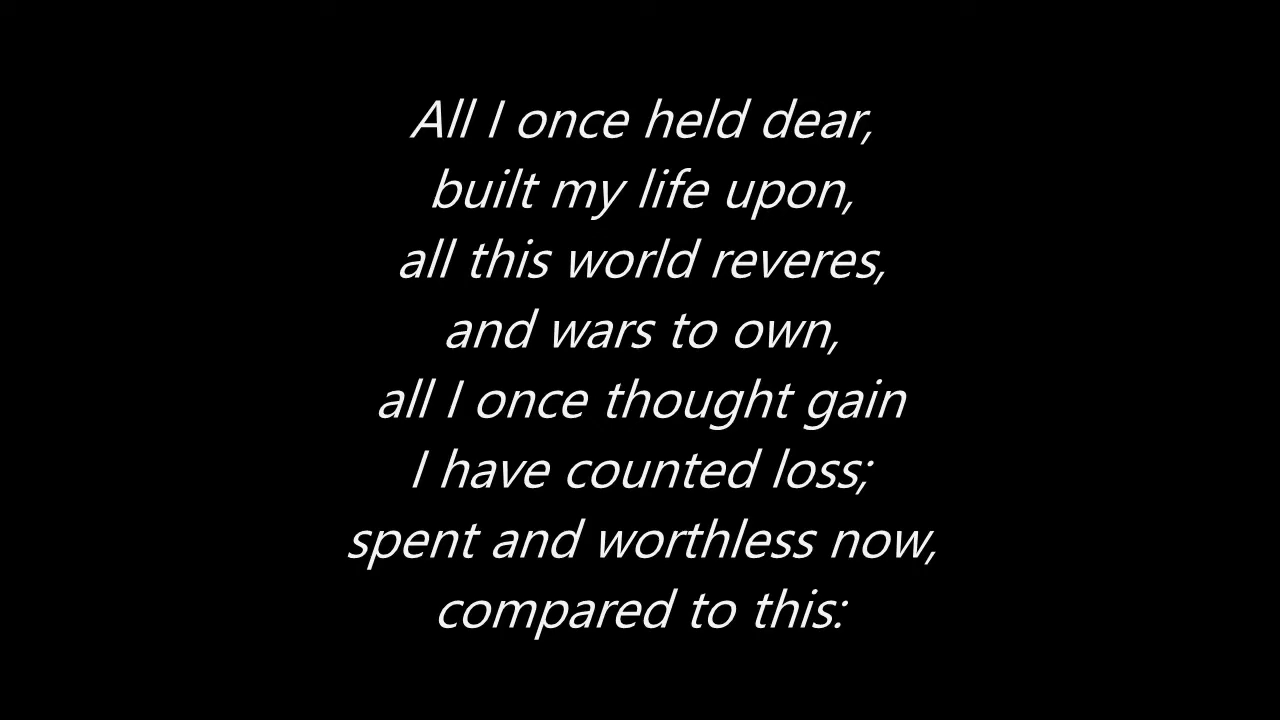 All I once held dear,
built my life upon,
all this world reveres,
and wars to own,
all I once thought gain
I have counted loss;
spent and worthless now,
compared to this: